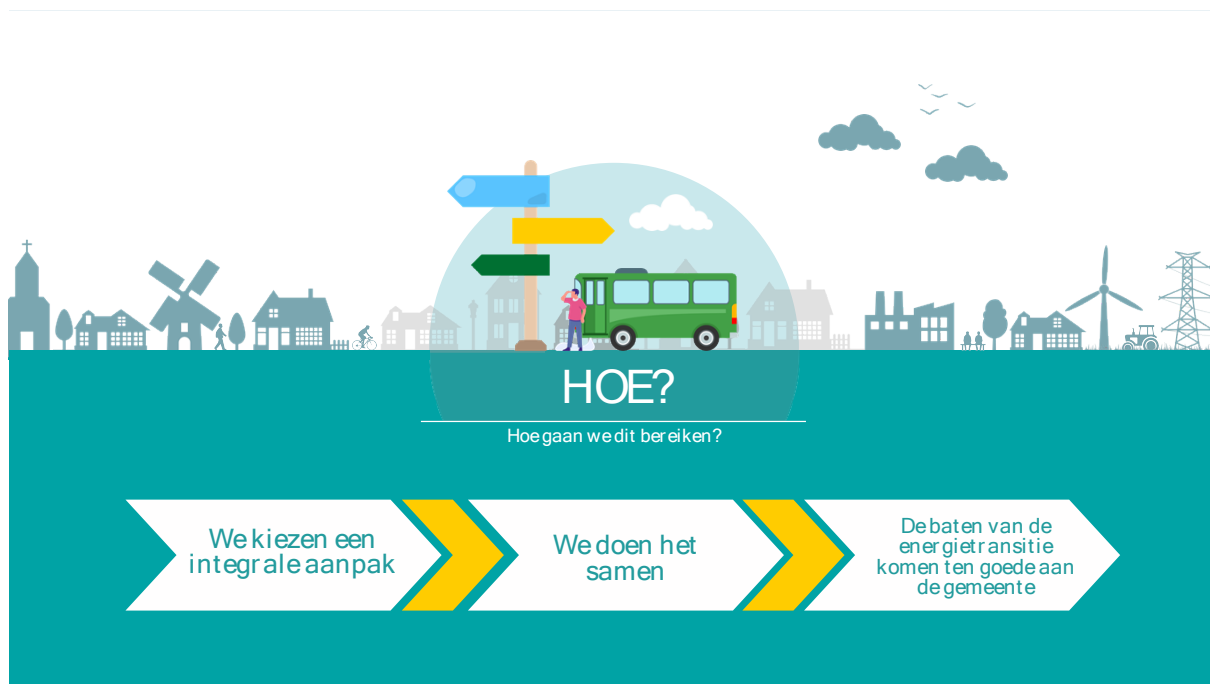 HOE?
Hoe gaan we dit bereiken?
We kiezen een
integrale aanpak
We doen het
samen
De baten van de
energietransitie
komen ten goede aan
de gemeente